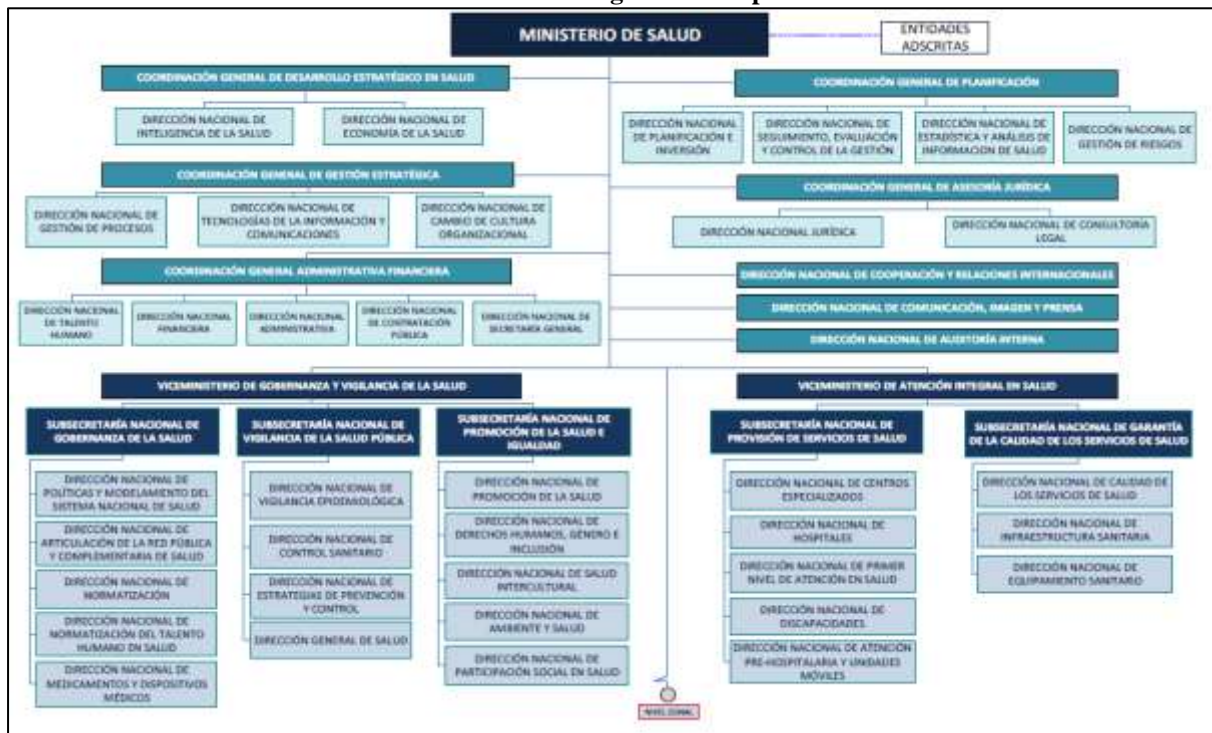 MINISTERIO DE SALUD
ENTIDADES
ADSCRITAS
COORDINACIÓN GENERAL DE DESARROLLO ESTRATÉGICO EN SALUD
DIRECCIÓN NACIONAL DE
INTELIGENCIA DE LA SALUD
DIRECCIÓN NACIONAL DE
ECONOMÍA DE LA SALUD
COORDINACIÓN GENERAL DE PLANIFICACIÓN
DIRECCIÓN NACIONAL
DE PLANIFICACIÓN E
INVERSIÓN
DIRECCIÓN NACIONAL DE
SEGUIMIENTO, EVALUACIÓN
Y CONTROL DE LA GESTIÓN
DIRECCIÓN NACIONAL DE
ESTADÍSTICA Y ANÁLISIS DE
INFORMACION DE SALUD
DIRECCIÓN NACIONAL DE
GESTIÓN DE RIESGOS
COORDINACIÓN GENERAL DE GESTIÓN ESTRATÉGICA
DIRECCIÓN NACIONAL DE
GESTIÓN DE PROCESOS
DIRECCIÓN NACIONAL DE
TECNOLOGÍAS DE LA INFORMACIÓN Y
COMUNICACIONES
DIRECCIÓN NACIONAL DE
CAMBIO DE CULTURA
ORGANIZACIONAL
COORDINACIÓN GENERAL DE ASESORÍA JURÍDICA
DIRECCIÓN NACIONAL JURÍDICA
DIRECCIÓN NACIONAL DE CONSULTORIA
LEGAL
COORDINACIÓN GENERAL ADMINISTRATIVA FINANCIERA
DIRECCIÓN NACIONAL
DE TALENTO
HUMANO
DIRECCIÓN NACIONAL
FINANCIERA
DIRECCIÓN NACIONAL
ADMINISTRATIVA
DIRECCIÓN NACIONAL
DE CONTRATACIÓN
PÚBLICA
DIRECCIÓN NACIONAL DE
SECRETARÍA GENERAL
DIRECCIÓN NACIONAL DE COOPERACIÓN Y RELACIONES INTERNACIONALES
DIRECCIÓN NACIONAL DE COMUNICACIÓN, IMAGEN Y PRENSA
DIRECCIÓN NACIONAL DE AUDITORÍA INTERNA
VICEMINISTERIO DE GOBERNANZA Y VIGILANCIA DE LA SALUD
SUBSECRETARÍA NACIONAL DE
GOBERNANZA DE LA SALUD
DIRECCIÓN NACIONAL DE
POLÍTICAS Y MODELAMIENTO DEL
SISTEMA NACIONAL DE SALUD
DIRECCIÓN NACIONAL DE
ARTICULACIÓN DE LA RED PÚBLICA
Y COMPLEMENTARIA DE SALUD
DIRECCIÓN NACIONAL DE
NORMATIZACIÓN
DIRECCIÓN NACIONAL DE
NORMATIZACIÓN DEL TALENTO
HUMANO EN SALUD
DIRECCIÓN NACIONAL DE
MEDICAMENTOS Y DISPOSITIVOS
MÉDICOS
SUBSECRETARÍA NACIONAL DE
VIGILANCIA DE LA SALUD PÚBLICA
DIRECCIÓN NACIONAL DE
VIGILANCIA EPIDEMIOLÓGICA
DIRECCIÓN NACIONAL DE
CONTROL SANITARIO
DIRECCIÓN NACIONAL DE
ESTRATEGIAS DE PREVENCIÓN
Y CONTROL
DIRECCIÓN GENERAL DE SALUD
SUBSECRETARÍA NACIONAL DE
PROMOCIÓN DE LA SALUD E
IGUALDAD
DIRECCIÓN NACIONAL DE
PROMOCIÓN DE LA SALUD
DIRECCIÓN NACIONAL DE
DERECHOS HUMANOS, GÉNERO E
INCLUSIÓN
DIRECCIÓN NACIONAL DE SALUD
INTERCULTURAL
DIRECCIÓN NACIONAL DE
AMBIENTE Y SALUD
DIRECCIÓN NACIONAL DE
PARTICIPACIÓN SOCIAL EN SALUD
VICEMINISTERIO DE ATENCIÓN INTEGRAL EN SALUD
SUBSECRETARÍA NACIONAL DE
PROVISIÓN DE SERVICIOS DE SALUD
DIRECCIÓN NACIONAL DE CENTROS
ESPECIALIZADOS
DIRECCIÓN NACIONAL DE
HOSPITALES
DIRECCIÓN NACIONAL DE PRIMER
NIVEL DE ATENCIÓN EN SALUD
DIRECCIÓN NACIONAL DE
DISCAPACIDADES
DIRECCIÓN NACIONAL DE ATENCIÓN
PRE-HOSPITALARIA Y UNIDADES
MÓVILES
SUBSECRETARÍA NACIONAL DE GARANTÍA
DE LA CALIDAD DE LOS SERVICIOS DE SALUD
DIRECCIÓN NACIONAL DE CALIDAD DE
LOS SERVICIOS DE SALUD
DIRECCIÓN NACIONAL DE
INFRAESTRUCTURA SANITARIA
DIRECCIÓN NACIONAL DE
EQUIPAMIENTO SANITARIO
NIVEL ZONAL